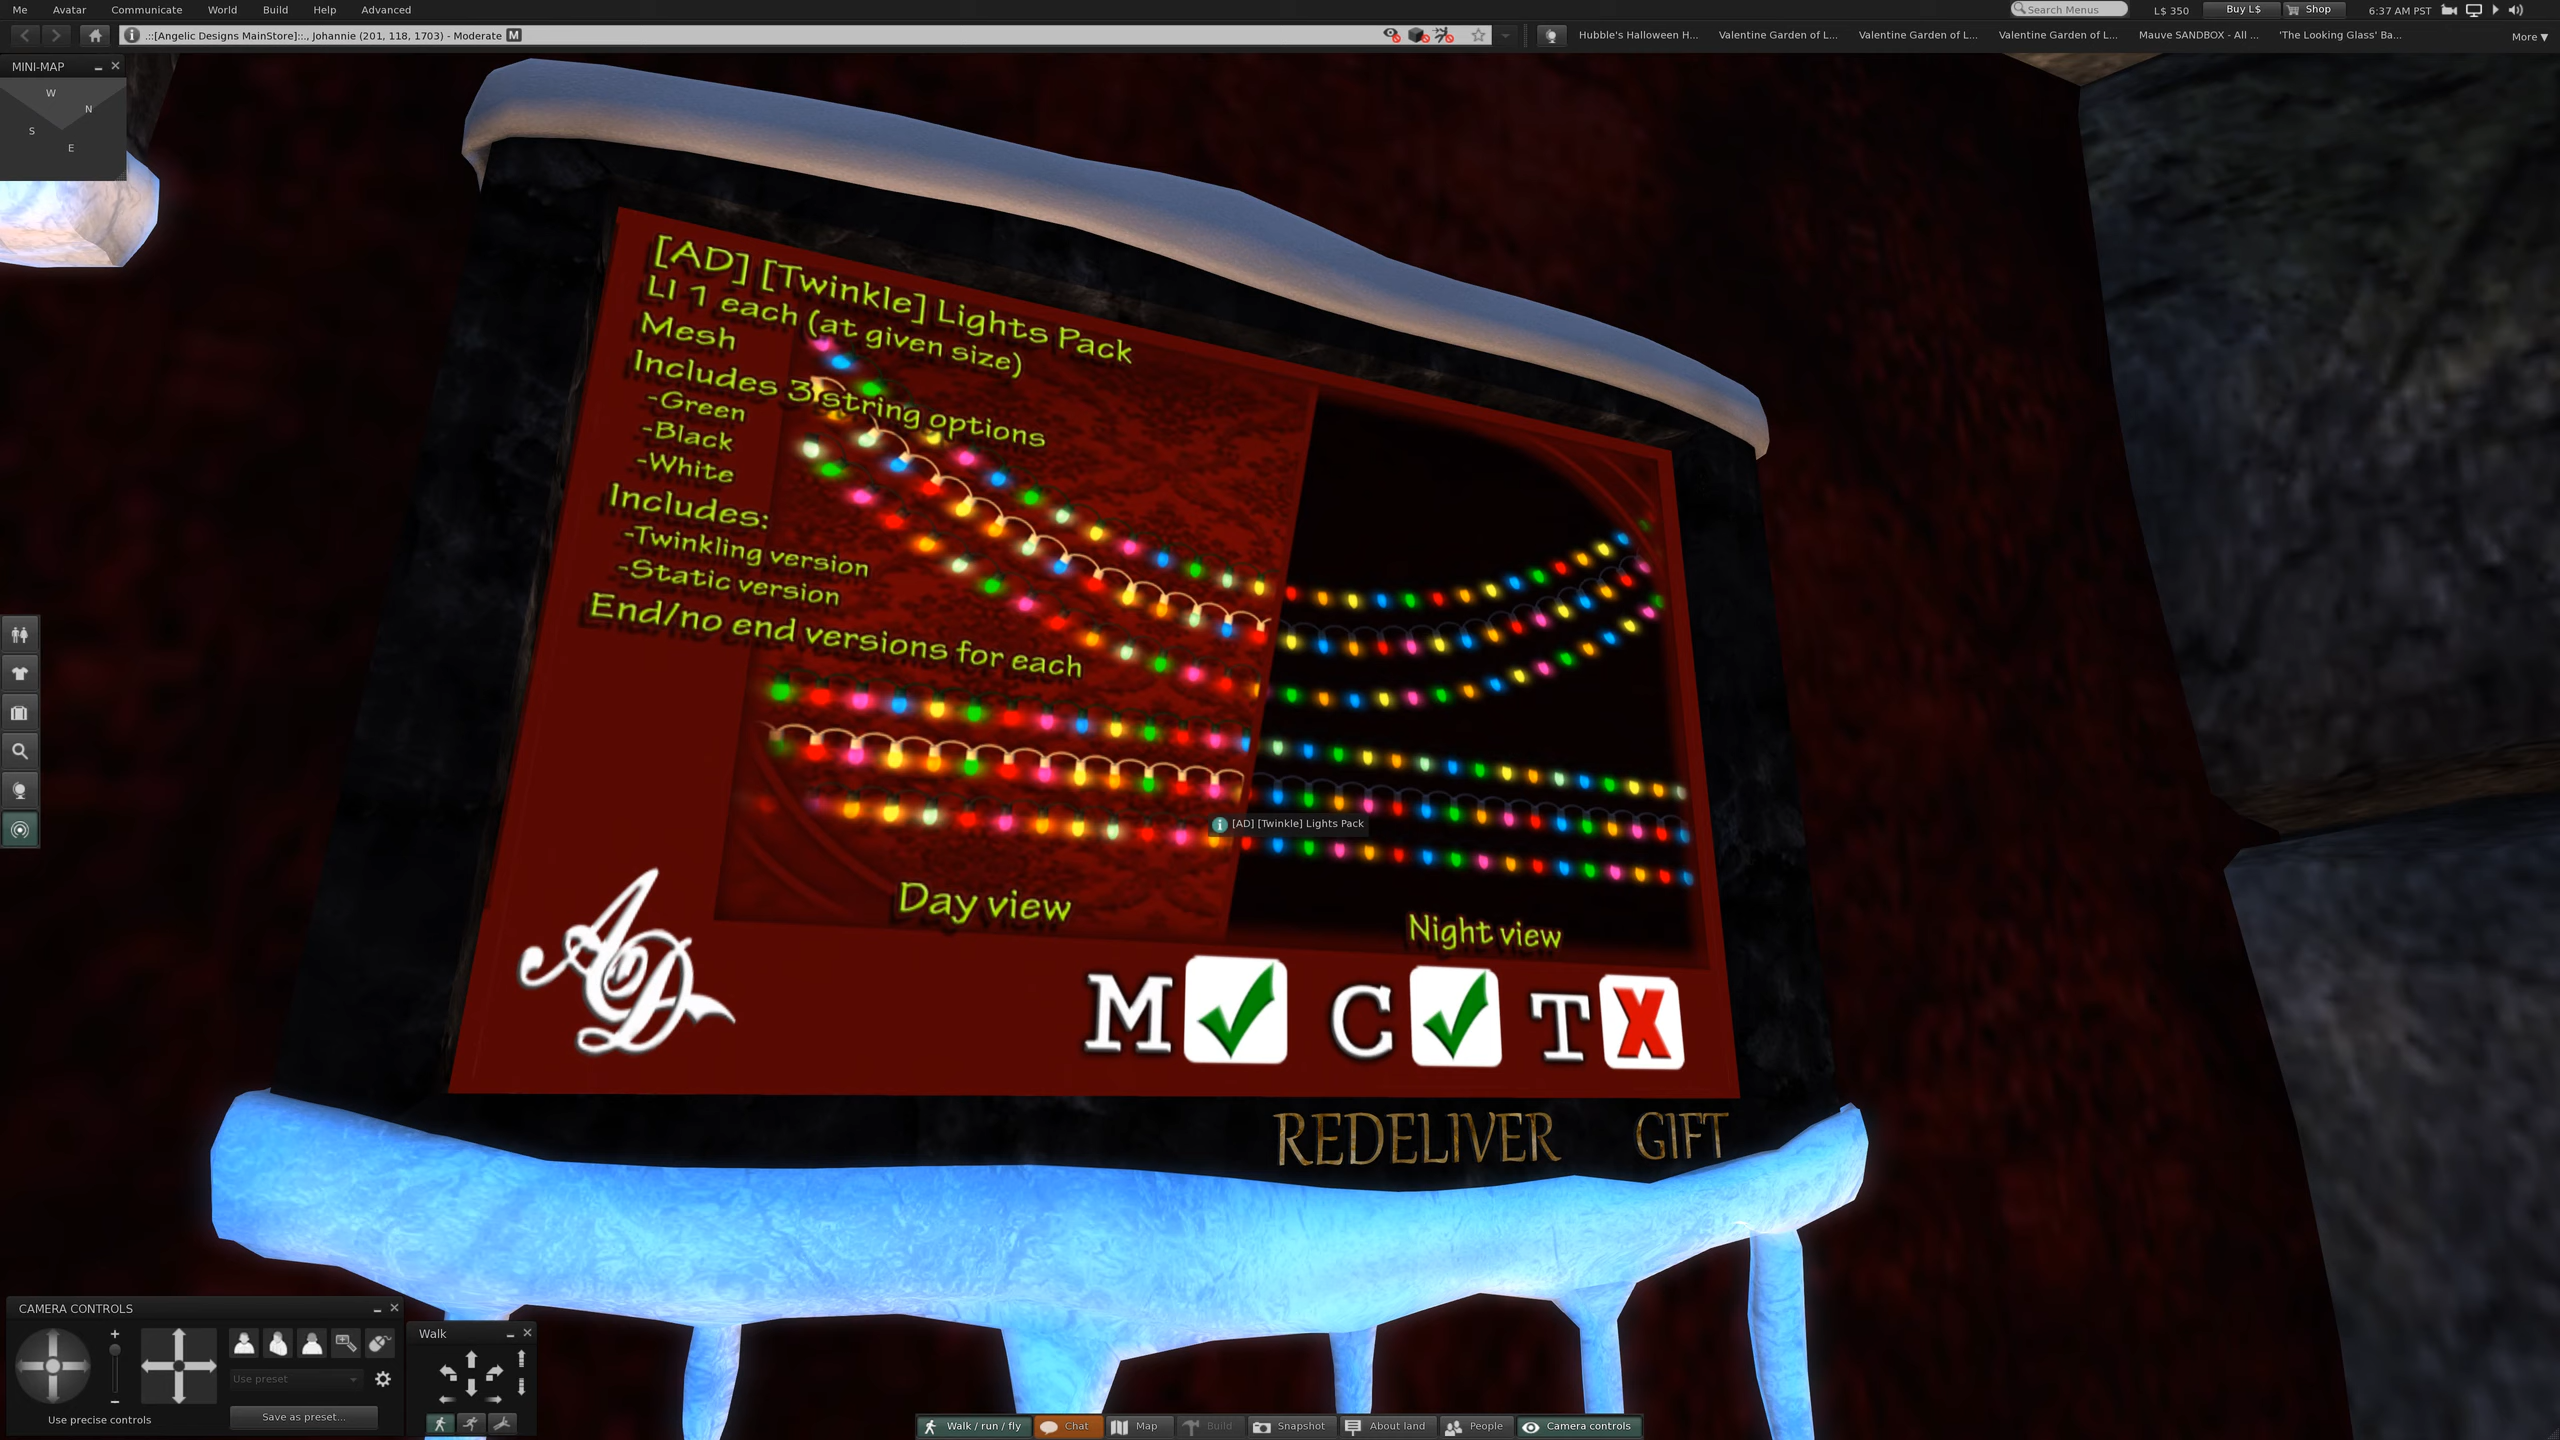 Me Avatar Communicate World Build Help Advanced
Search Menus
L$ 350
Buy L$
Shop
6:37 AM PST
.::[Angelic Designs MainStore]::., Johannie (201, 118, 1703) - Moderate M
Hubble's Halloween H...
Valentine Garden of L...
Valentine Garden of L...
Valentine Garden of L...
Mauve SANDBOX - All ...
'The Looking Glass' Ba...
More
MINI-MAP
W
N
S
E
[AD] [Twinkle] Lights Pack
LI 1 each (at given size)
Mesh
Includes 3 string options
-Green
-Black
-White
Includes:
-Twinkling version
-Static version
End/no end versions for each
[AD] [Twinkle] Lights Pack
Day view
Night view
AD
M C T X
REDELIVER GIFT
CAMERA CONTROLS
Use preset
Use precise controls
Save as preset...
Walk
Walk / run / fly
Chat
Map
Build
Snapshot
About land
People
Camera controls